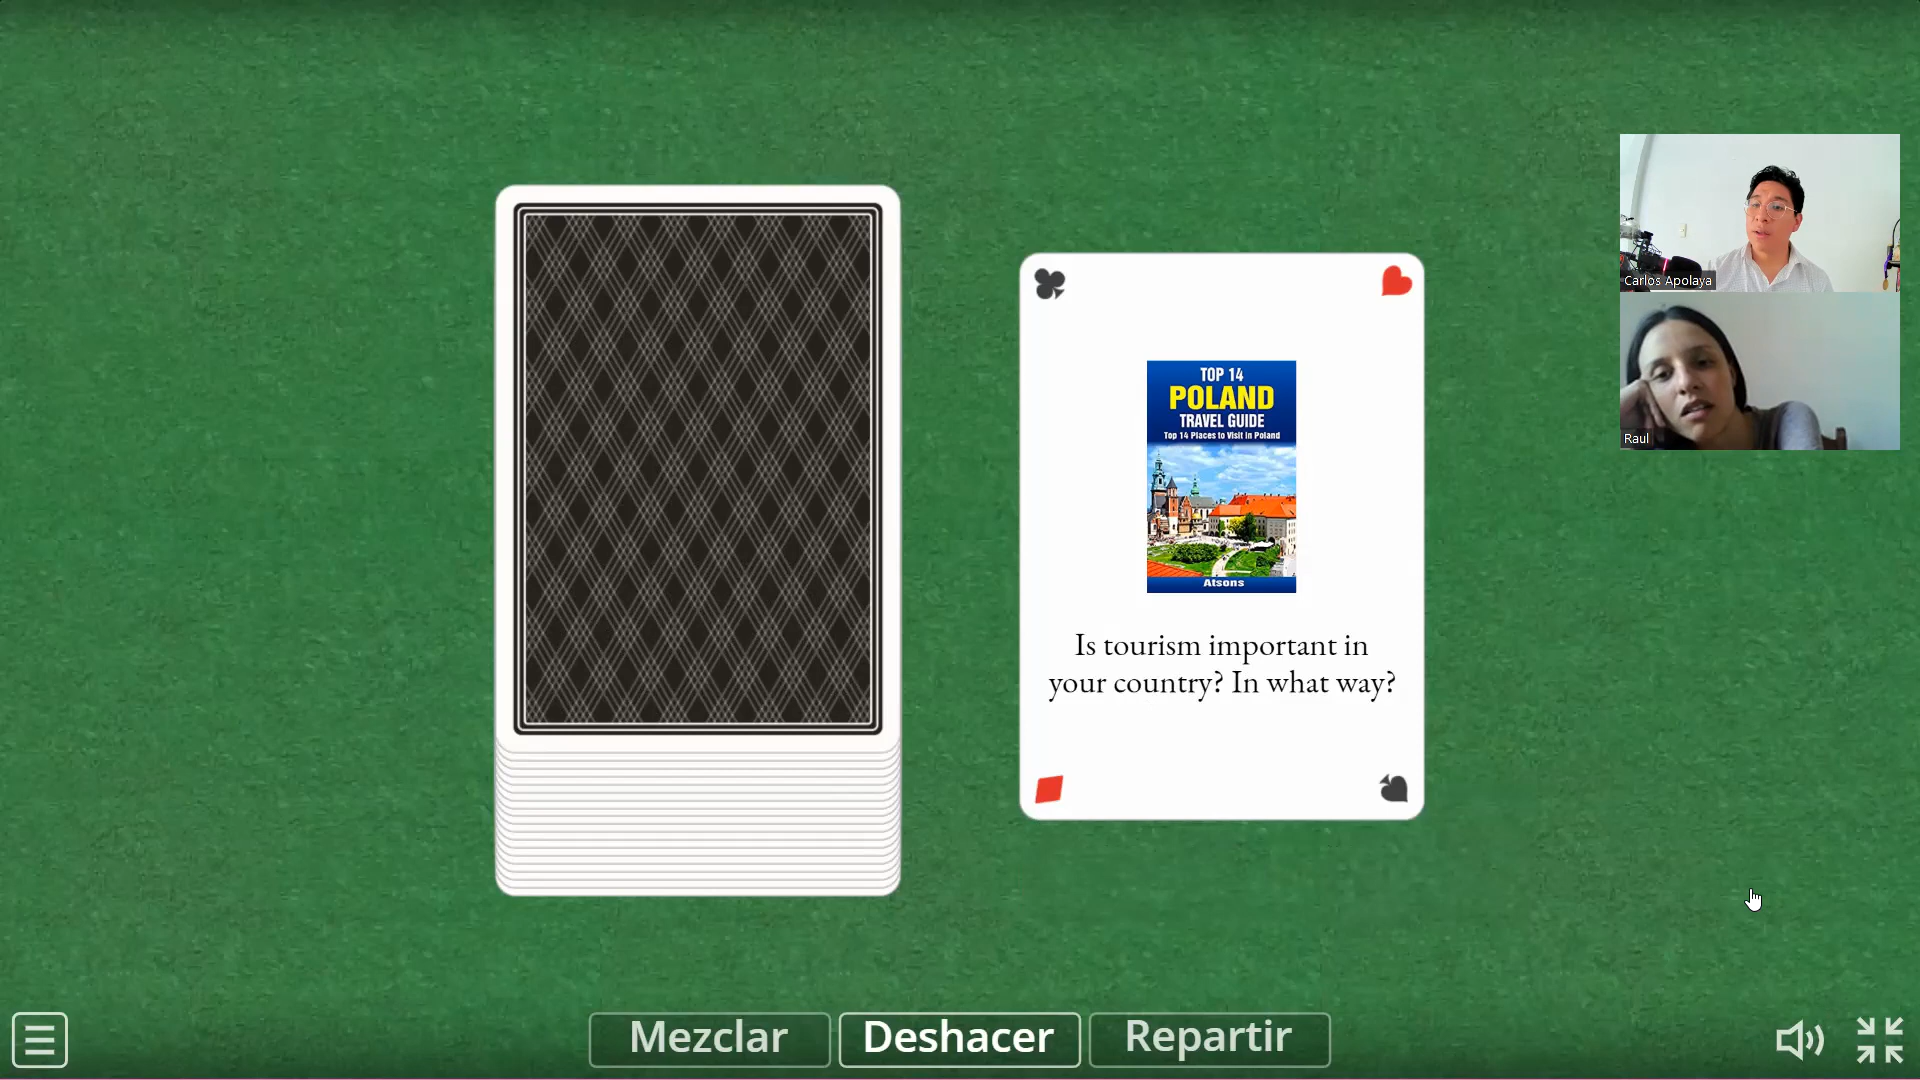 Carlos Apolaya
Raul
TOP 14
POLAND
TRAVEL GUIDE
Top 14 Places to Visit in Poland
Atsons
Is tourism important in
your country? In what way?
Mezclar
Deshacer
Repartir